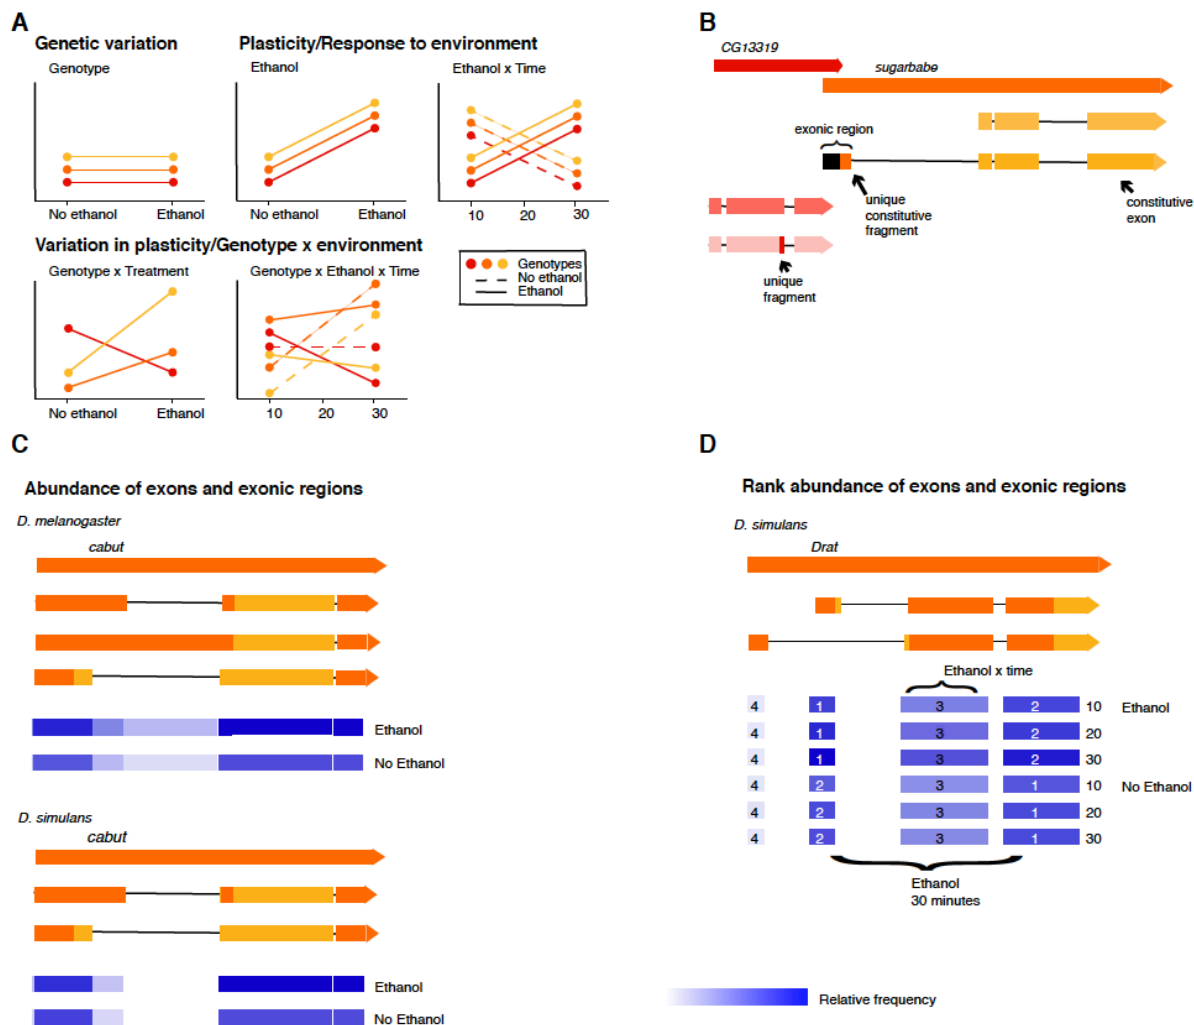 A
Genetic variation
Plasticity/Response to environment
Genotype
Ethanol
Ethanol x Time
No ethanol
Ethanol
No ethanol
Ethanol
10
20
30
Variation in plasticity/Genotype x environment
Genotype x Treatment
Genotype x Ethanol x Time
Genotypes
No ethanol
Ethanol
No ethanol
Ethanol
10
20
30
B
CG13319
sugarbabe
exonic region
unique
constitutive
fragment
constitutive
exon
unique
fragment
C
Abundance of exons and exonic regions
D. melanogaster
cabut
Ethanol
No Ethanol
D. simulans
cabut
Ethanol
No Ethanol
D
Rank abundance of exons and exonic regions
D. simulans
Drat
Ethanol x time
4 1 3 2 10 Ethanol
4 1 3 2 20
4 1 3 2 30
4 2 3 1 10 No Ethanol
4 2 3 1 20
4 2 3 1 30
Ethanol
30 minutes
Relative frequency